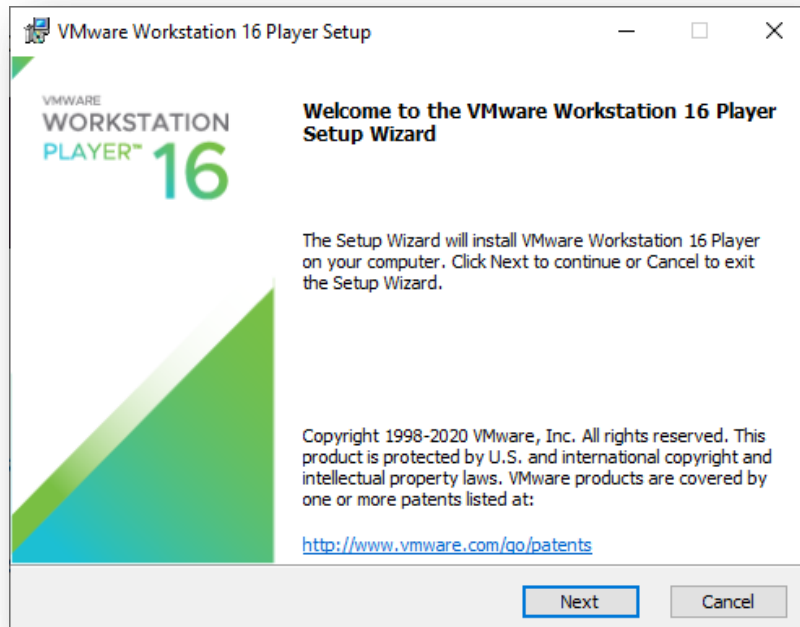 VMware Workstation 16 Player Setup
VMWARE
WORKSTATION
PLAYER™ 16
Welcome to the VMware Workstation 16 Player
Setup Wizard
The Setup Wizard will install VMware Workstation 16 Player
on your computer. Click Next to continue or Cancel to exit
the Setup Wizard.
Copyright 1998-2020 VMware, Inc. All rights reserved. This
product is protected by U.S. and international copyright and
intellectual property laws. VMware products are covered by
one or more patents listed at:
http://www.vmware.com/go/patents
Next Cancel